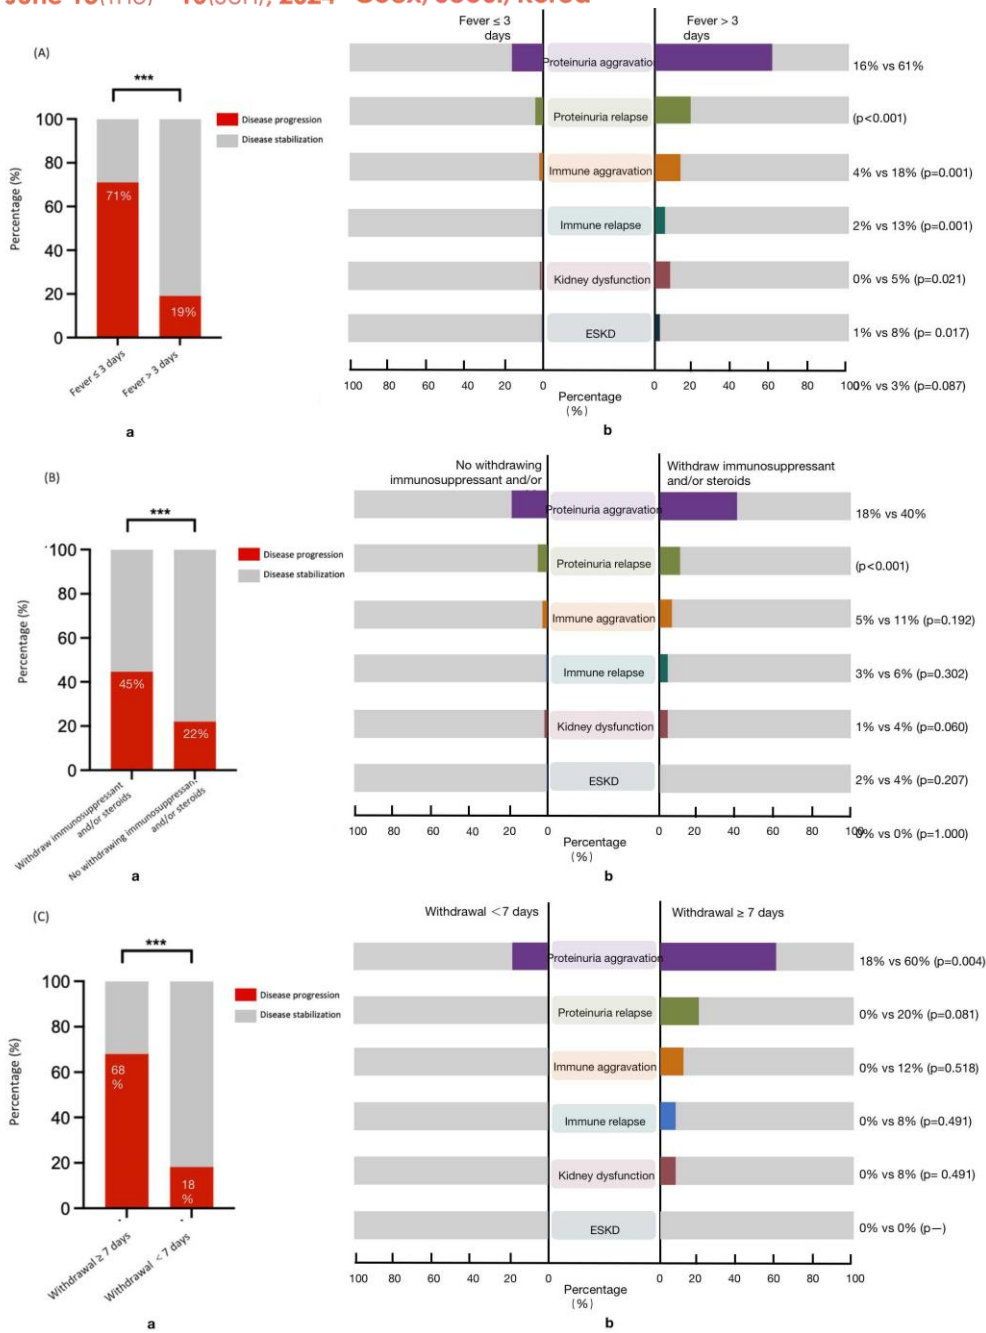 (A)
***
100
80
60
40
20
0
Percentage (%)
71%
19%
Fever ≤ 3 days
Fever > 3 days
Disease progression
Disease stabilization
a
Fever ≤ 3
days
Fever > 3
days
Proteinuria aggravation
Proteinuria relapse
Immune aggravation
Immune relapse
Kidney dysfunction
ESKD
16% vs 61%
(p<0.001)
4% vs 18% (p=0.001)
2% vs 13% (p=0.001)
0% vs 5% (p=0.021)
1% vs 8% (p= 0.017)
0% vs 3% (p=0.087)
100 80 60 40 20 0 0 20 40 60 80 100
Percentage
(%)
b
(B)
***
100
80
60
40
20
0
Percentage (%)
45%
22%
Withdraw immunosuppressant
and/or steroids
No withdrawing immunosuppressant
and/or steroids
Disease progression
Disease stabilization
a
No withdrawing
immunosuppressant and/or
Withdraw immunosuppressant
and/or steroids
Proteinuria aggravation
Proteinuria relapse
Immune aggravation
Immune relapse
Kidney dysfunction
ESKD
18% vs 40%
(p<0.001)
5% vs 11% (p=0.192)
3% vs 6% (p=0.302)
1% vs 4% (p=0.060)
2% vs 4% (p=0.207)
0% vs 0% (p=1.000)
100 80 60 40 20 0 0 20 40 60 80 100
Percentage
(%)
b
(C)
***
100
80
60
40
20
0
Percentage (%)
68
%
18
%
Withdrawal ≥ 7 days
Withdrawal < 7 days
Disease progression
Disease stabilization
a
Withdrawal <7 days
Withdrawal ≥ 7 days
Proteinuria aggravation
Proteinuria relapse
Immune aggravation
Immune relapse
Kidney dysfunction
ESKD
18% vs 60% (p=0.004)
0% vs 20% (p=0.081)
0% vs 12% (p=0.518)
0% vs 8% (p=0.491)
0% vs 8% (p= 0.491)
0% vs 0% (p—)
100 80 60 40 20 0 0 20 40 60 80 100
Percentage
(%)
b